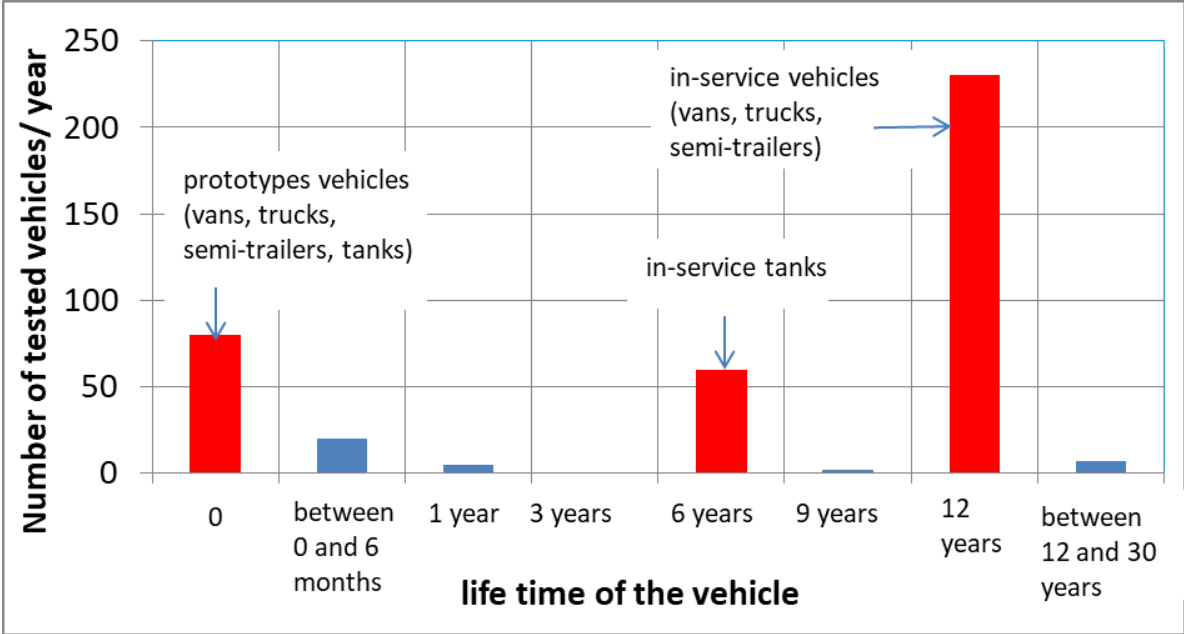 Number of tested vehicles/ year
250
200
150
100
50
0
prototypes vehicles
(vans, trucks,
semi-trailers, tanks)
in-service tanks
in-service vehicles
(vans, trucks,
semi-trailers)
0
between
0 and 6
months
1 year
3 years
6 years
9 years
12
years
between
12 and 30
years
life time of the vehicle